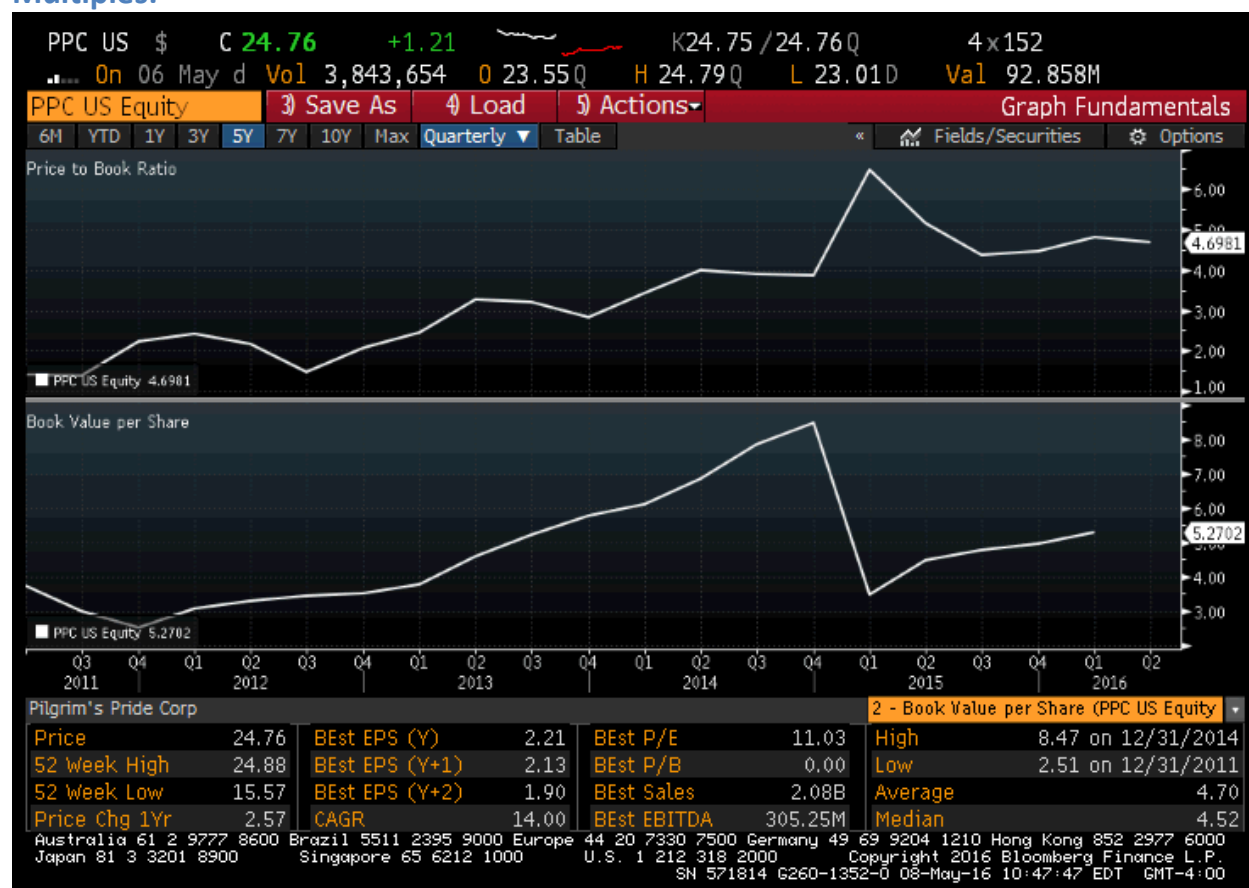 Multiples:
PPC US $ C 24.76 +1.21 K24.75/24.76Q 4x152
On 06 May d Vol 3,843,654 O 23.55Q H 24.79Q L 23.01D Val 92.858M
PPC US Equity 3) Save As 4) Load 5) Actions Graph Fundamentals
6M YTD 1Y 3Y 5Y 7Y 10Y Max Quarterly ▼ Table « Fields/Securities Options
Price to Book Ratio
6.00
5.00
4.6981
4.00
3.00
2.00
PPC US Equity 4.6981
1.00
Book Value per Share
8.00
7.00
6.00
5.2702
5.00
4.00
3.00
PPC US Equity 5.2702
Q3 Q4 Q1 Q2 Q3 Q4 Q1 Q2 Q3 Q4 Q1 Q2 Q3 Q4 Q1 Q2 Q3 Q4 Q1 Q2
2011 2012 2013 2014 2015 2016
Pilgrim's Pride Corp 2 - Book Value per Share (PPC US Equity
Price 24.76 BEst EPS (Y) 2.21 BEst P/E 11.03 High 8.47 on 12/31/2014
52 Week High 24.88 BEst EPS (Y+1) 2.13 BEst P/B 0.00 Low 2.51 on 12/31/2011
52 Week Low 15.57 BEst EPS (Y+2) 1.90 BEst Sales 2.08B Average 4.70
Price Chg 1Yr 2.57 CAGR 14.00 BEst EBITDA 305.25M Median 4.52
Australia 61 2 9777 8600 Brazil 5511 2395 9000 Europe 44 20 7330 7500 Germany 49 69 9204 1210 Hong Kong 852 2977 6000
Japan 81 3 3201 8900 Singapore 65 6212 1000 U.S. 1 212 318 2000 Copyright 2016 Bloomberg Finance L.P.
SN 571814 G260-1352-0 08-May-16 10:47:47 EDT GMT-4:00